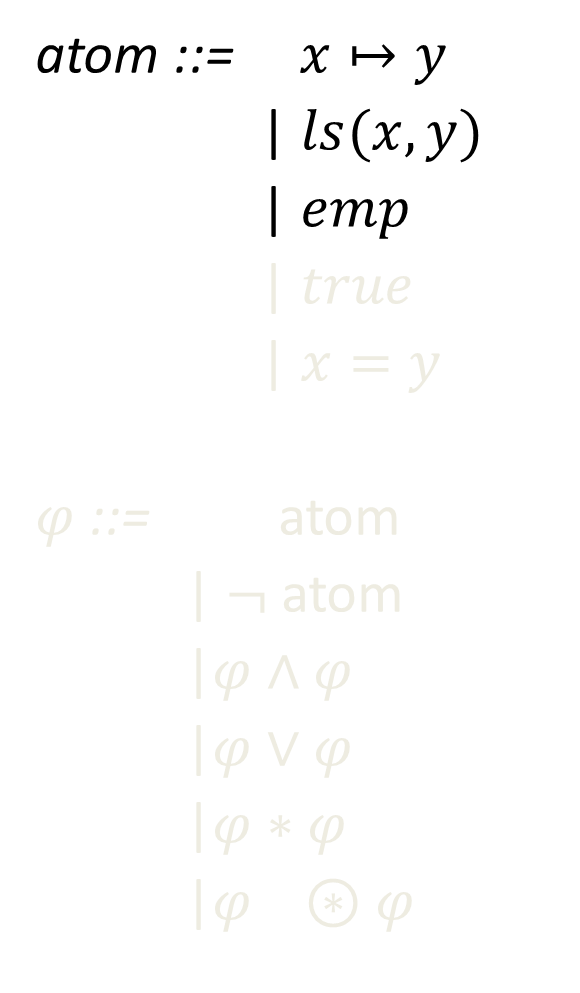 atom ::= x ↦ y
| ls(x, y)
| emp
| true
| x = y
φ ::= atom
| ¬ atom
|φ ∧ φ
|φ ∨ φ
|φ ∗ φ
|φ ⊛ φ